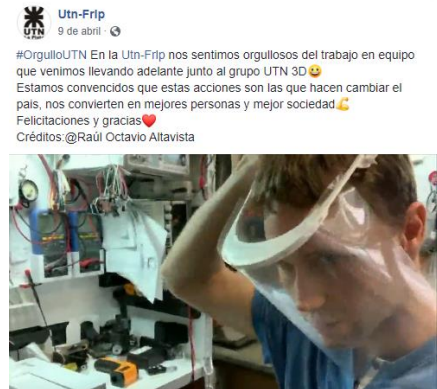 Utn-Frlp
9 de abril ·
UTN
La Plata
#OrgulloUTN En la Utn-Frlp nos sentimos orgullosos del trabajo en equipo
que venimos llevando adelante junto al grupo UTN 3D😀
Estamos convencidos que estas acciones son las que hacen cambiar el
país, nos convierten en mejores personas y mejor sociedad💪
Felicitaciones y gracias❤️
Créditos:@Raúl Octavio Altavista